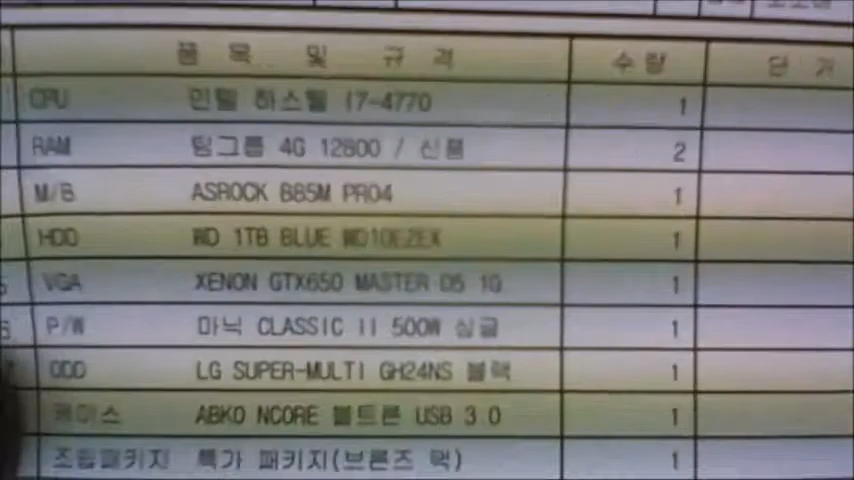 품 목 및 규 격 수 량 단 가
CPU 인텔 하스웰 I7-4770 1
RAM 팀그룹 4G 12800 / 신품 2
M/B ASROCK B85M PRO4 1
HDD WD 1TB BLUE WD10EZEX 1
VGA XENON GTX650 MASTER D5 1G 1
P/W 마닉 CLASSIC II 500W 싱글 1
ODD LG SUPER-MULTI GH24NS 블랙 1
케이스 ABKO NCORE 볼트론 USB 3.0 1
조립패키지 특가 패키지(브론즈 팩) 1